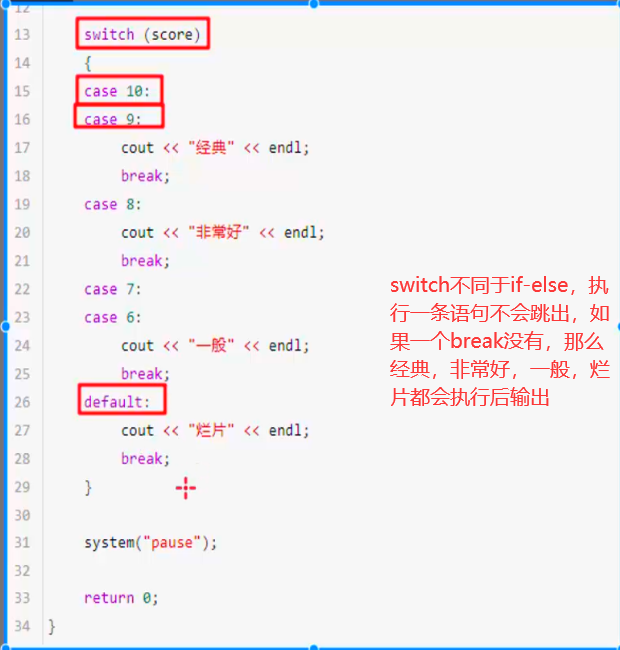 12
13 switch (score)
14 {
15 case 10:
16 case 9:
17 cout << "经典" << endl;
18 break;
19 case 8:
20 cout << "非常好" << endl;
21 break;
22 case 7:
23 case 6:
24 cout << "一般" << endl;
25 break;
26 default:
27 cout << "烂片" << endl;
28 break;
29 }
30
31 system("pause");
32
33 return 0;
34 }
switch不同于if-else，执
行一条语句不会跳出，如
果一个break没有，那么
经典，非常好，一般，烂
片都会执行后输出